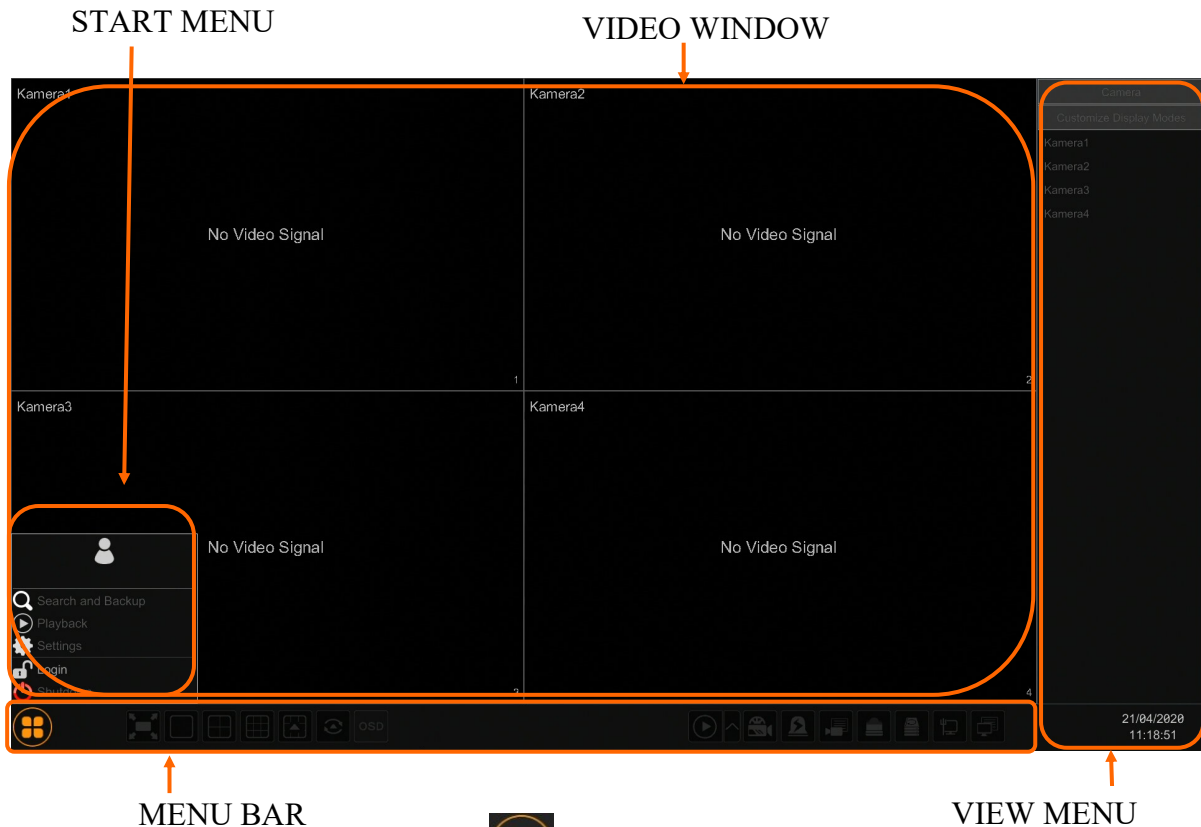 START MENU
VIDEO WINDOW
Kamera1
Kamera2
Camera
Customize Display Modes
Kamera1
Kamera2
Kamera3
Kamera4
No Video Signal
No Video Signal
1
2
Kamera3
Kamera4
No Video Signal
No Video Signal
Search and Backup
Playback
Settings
Login
Shutdown
3
4
OSD
21/04/2020
11:18:51
MENU BAR
VIEW MENU